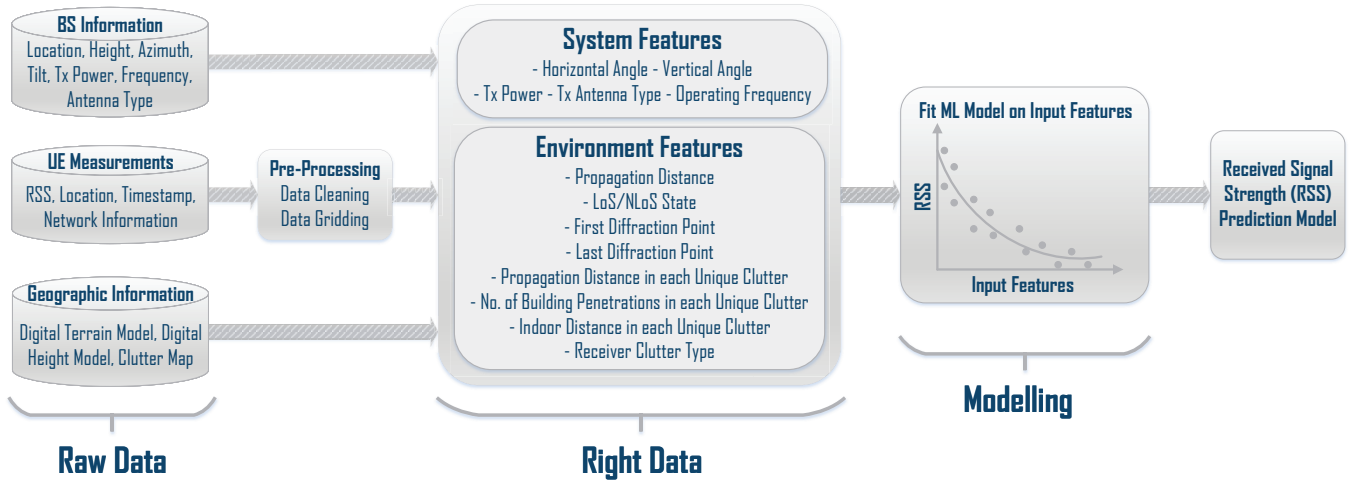 BS Information
Location, Height, Azimuth,
Tilt, Tx Power, Frequency,
Antenna Type
UE Measurements
RSS, Location, Timestamp,
Network Information
Geographic Information
Digital Terrain Model, Digital
Height Model, Clutter Map
Raw Data
Pre-Processing
Data Cleaning
Data Gridding
System Features
- Horizontal Angle - Vertical Angle
- Tx Power - Tx Antenna Type - Operating Frequency
Environment Features
- Propagation Distance
- LoS/NLoS State
- First Diffraction Point
- Last Diffraction Point
- Propagation Distance in each Unique Clutter
- No. of Building Penetrations in each Unique Clutter
- Indoor Distance in each Unique Clutter
- Receiver Clutter Type
Right Data
Fit ML Model on Input Features
RSS
Input Features
Modelling
Received Signal
Strength (RSS)
Prediction Model